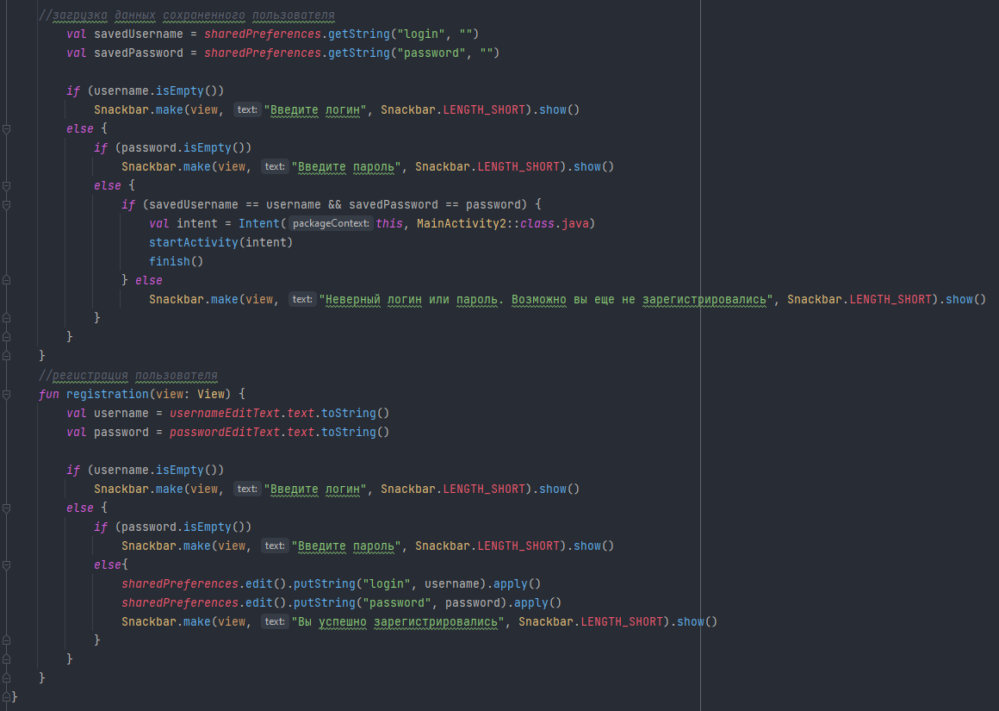 //загрузка данных сохраненного пользователя
val savedUsername = sharedPreferences.getString("login", "")
val savedPassword = sharedPreferences.getString("password", "")
if (username.isEmpty())
Snackbar.make(view, text: "Введите логин", Snackbar.LENGTH_SHORT).show()
else {
if (password.isEmpty())
Snackbar.make(view, text: "Введите пароль", Snackbar.LENGTH_SHORT).show()
else {
if (savedUsername == username && savedPassword == password) {
val intent = Intent( packageContext: this, MainActivity2::class.java)
startActivity(intent)
finish()
} else
Snackbar.make(view, text: "Неверный логин или пароль. Возможно вы еще не зарегистрировались", Snackbar.LENGTH_SHORT).show()
}
}
}
//регистрация пользователя
fun registration(view: View) {
val username = usernameEditText.text.toString()
val password = passwordEditText.text.toString()
if (username.isEmpty())
Snackbar.make(view, text: "Введите логин", Snackbar.LENGTH_SHORT).show()
else {
if (password.isEmpty())
Snackbar.make(view, text: "Введите пароль", Snackbar.LENGTH_SHORT).show()
else{
sharedPreferences.edit().putString("login", username).apply()
sharedPreferences.edit().putString("password", password).apply()
Snackbar.make(view, text: "Вы успешно зарегистрировались", Snackbar.LENGTH_SHORT).show()
}
}
}
}